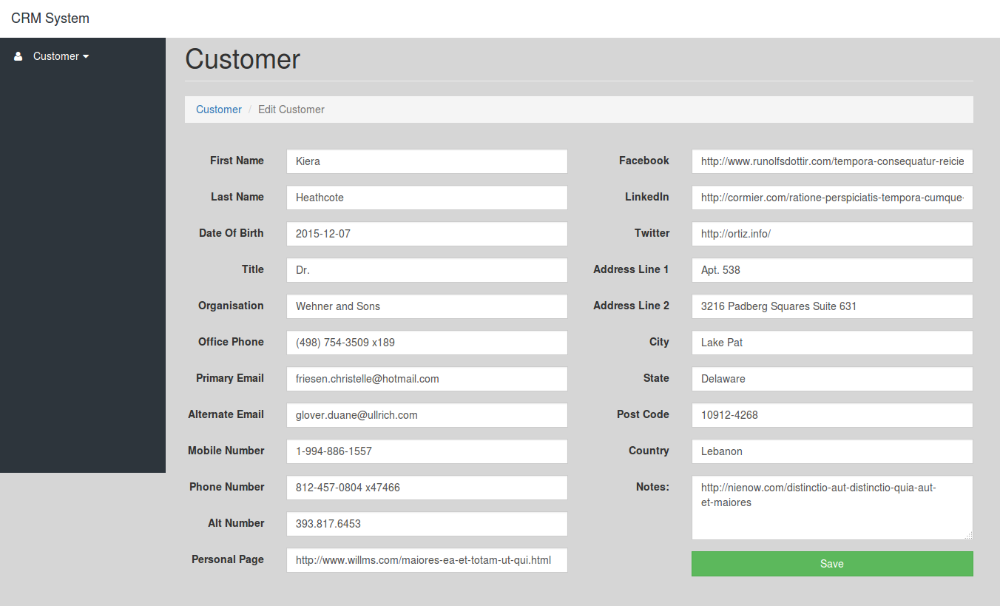 CRM System
Customer
Customer
Customer / Edit Customer
First Name Kiera
Last Name Heathcote
Date Of Birth 2015-12-07
Title Dr.
Organisation Wehner and Sons
Office Phone (498) 754-3509 x189
Primary Email friesen.christelle@hotmail.com
Alternate Email glover.duane@ullrich.com
Mobile Number 1-994-886-1557
Phone Number 812-457-0804 x47466
Alt Number 393.817.6453
Personal Page http://www.willms.com/maiores-ea-et-totam-ut-qui.html
Facebook http://www.runolfsdottir.com/tempora-consequatur-reicie
LinkedIn http://cormier.com/ratione-perspiciatis-tempora-cumque-
Twitter http://ortiz.info/
Address Line 1 Apt. 538
Address Line 2 3216 Padberg Squares Suite 631
City Lake Pat
State Delaware
Post Code 10912-4268
Country Lebanon
Notes: http://nienow.com/distinctio-aut-distinctio-quia-aut-
et-maiores
Save